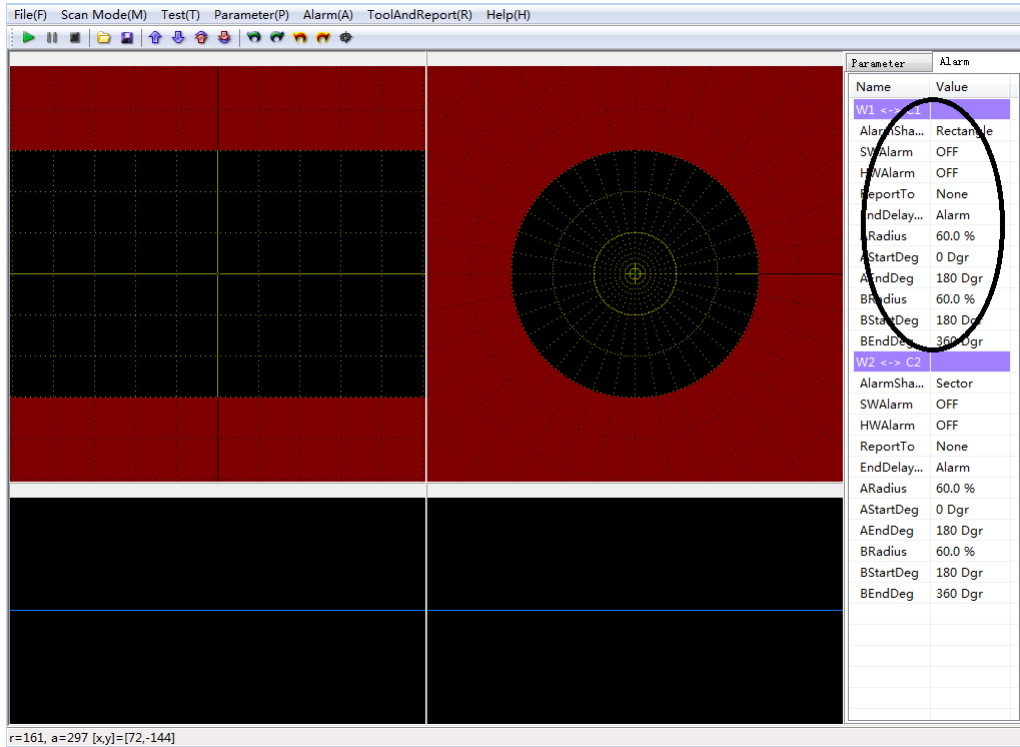 File(F) Scan Mode(M) Test(T) Parameter(P) Alarm(A) ToolAndReport(R) Help(H)
Parameter Alarm
Name Value
W1 <-> C1
AlarmSha... Rectangle
SWAlarm OFF
HWAlarm OFF
ReportTo None
EndDelay... Alarm
ARadius 60.0 %
AStartDeg 0 Dgr
AEndDeg 180 Dgr
BRadius 60.0 %
BStartDeg 180 Dgr
BEndDeg 360 Dgr
W2 <-> C2
AlarmSha... Sector
SWAlarm OFF
HWAlarm OFF
ReportTo None
EndDelay... Alarm
ARadius 60.0 %
AStartDeg 0 Dgr
AEndDeg 180 Dgr
BRadius 60.0 %
BStartDeg 180 Dgr
BEndDeg 360 Dgr
r=161, a=297 [x,y]=[72,-144]